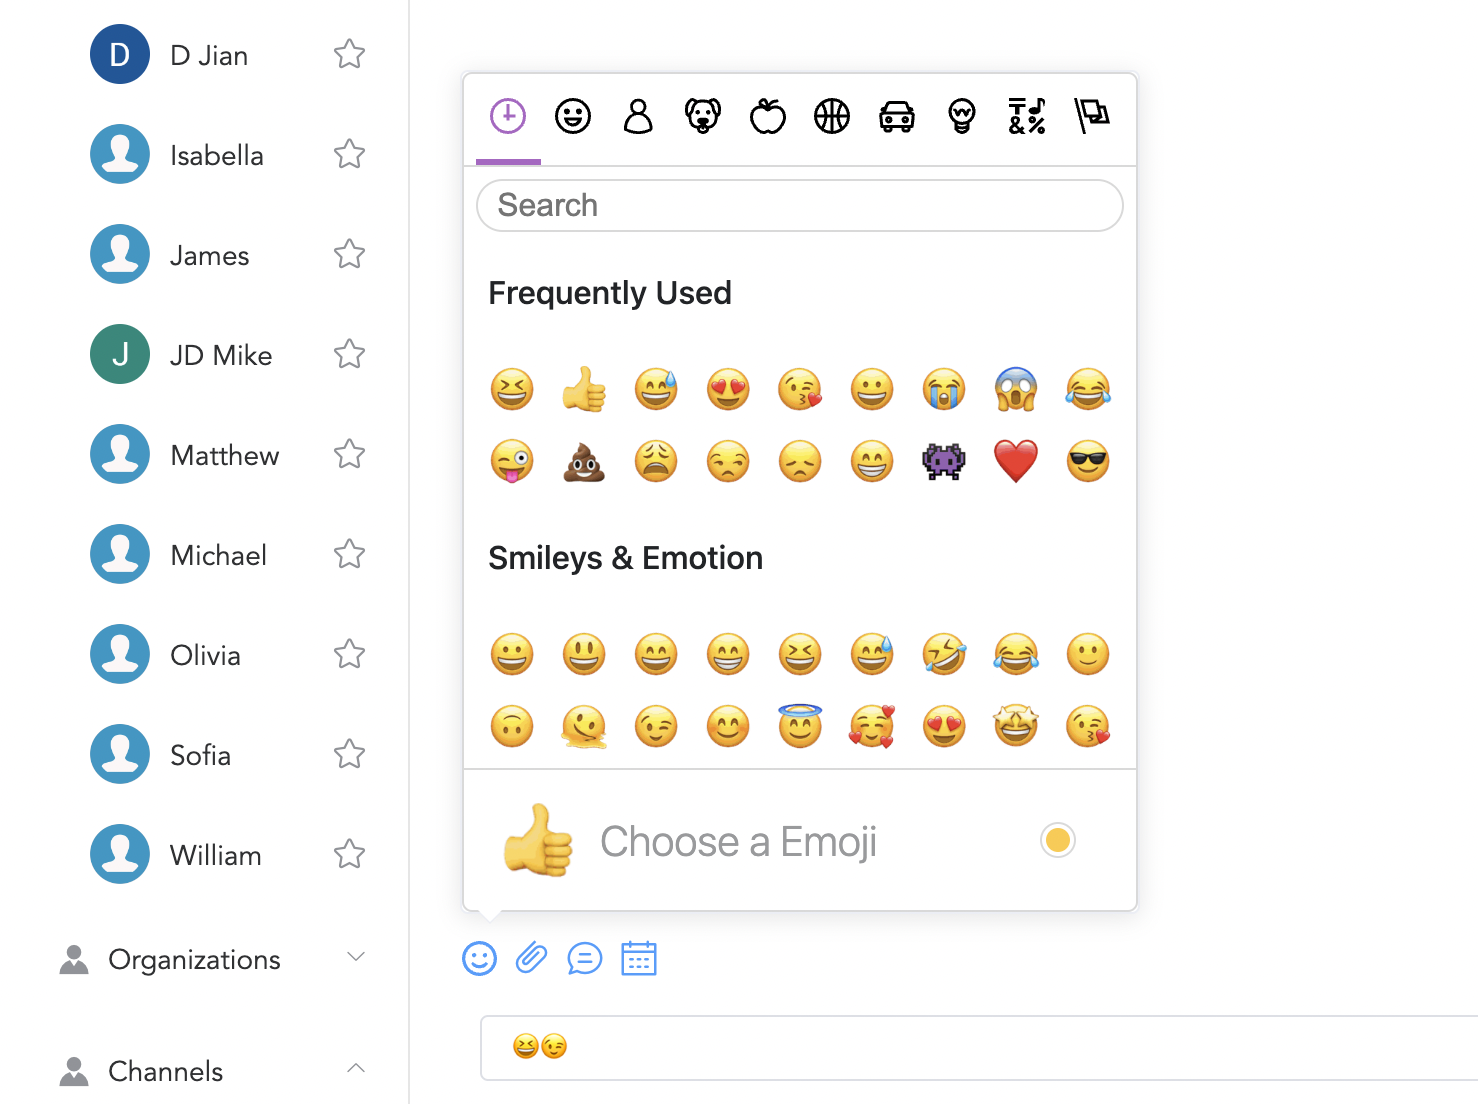 D
D Jian
Isabella
James
J
JD Mike
Matthew
Michael
Olivia
Sofia
William
Organizations
Channels
Search
Frequently Used
Smileys & Emotion
Choose a Emoji